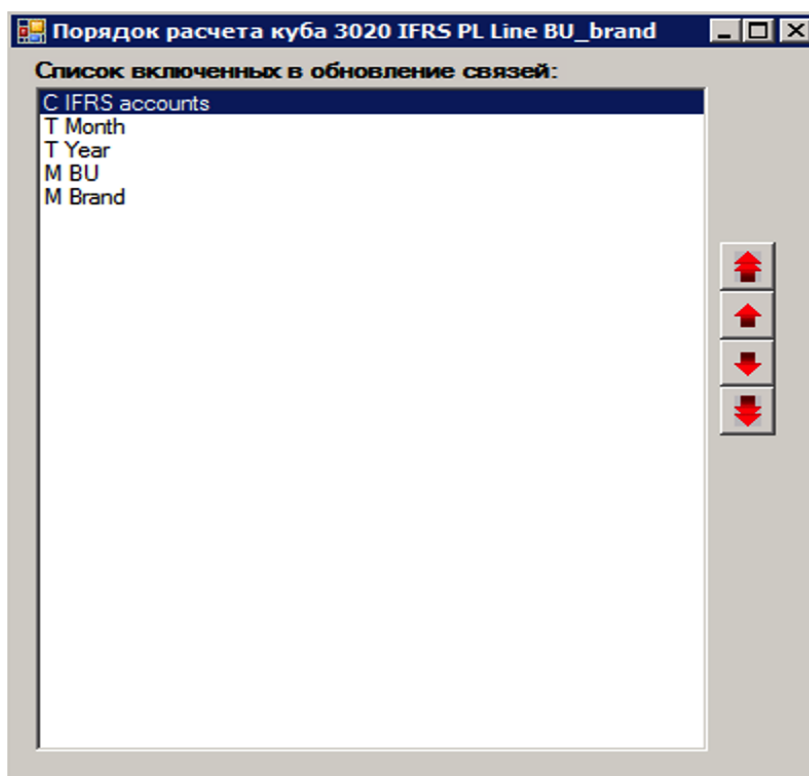 Порядок расчета куба 3020 IFRS PL Line BU_brand
Список включенных в обновление связей:
C IFRS accounts
T Month
T Year
M BU
M Brand